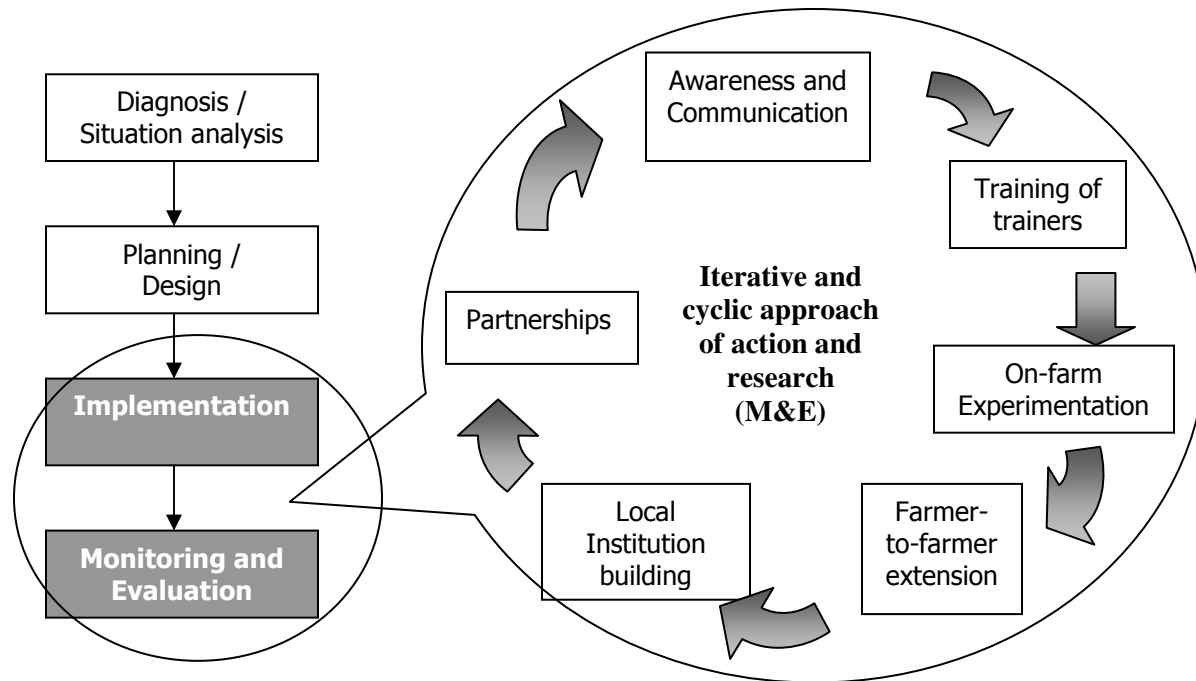 Diagnosis /
Situation analysis
Planning /
Design
Implementation
Monitoring and
Evaluation
Awareness and
Communication
Training of
trainers
On-farm
Experimentation
Farmer-
to-farmer
extension
Local
Institution
building
Partnerships
Iterative and
cyclic approach
of action and
research
(M&E)